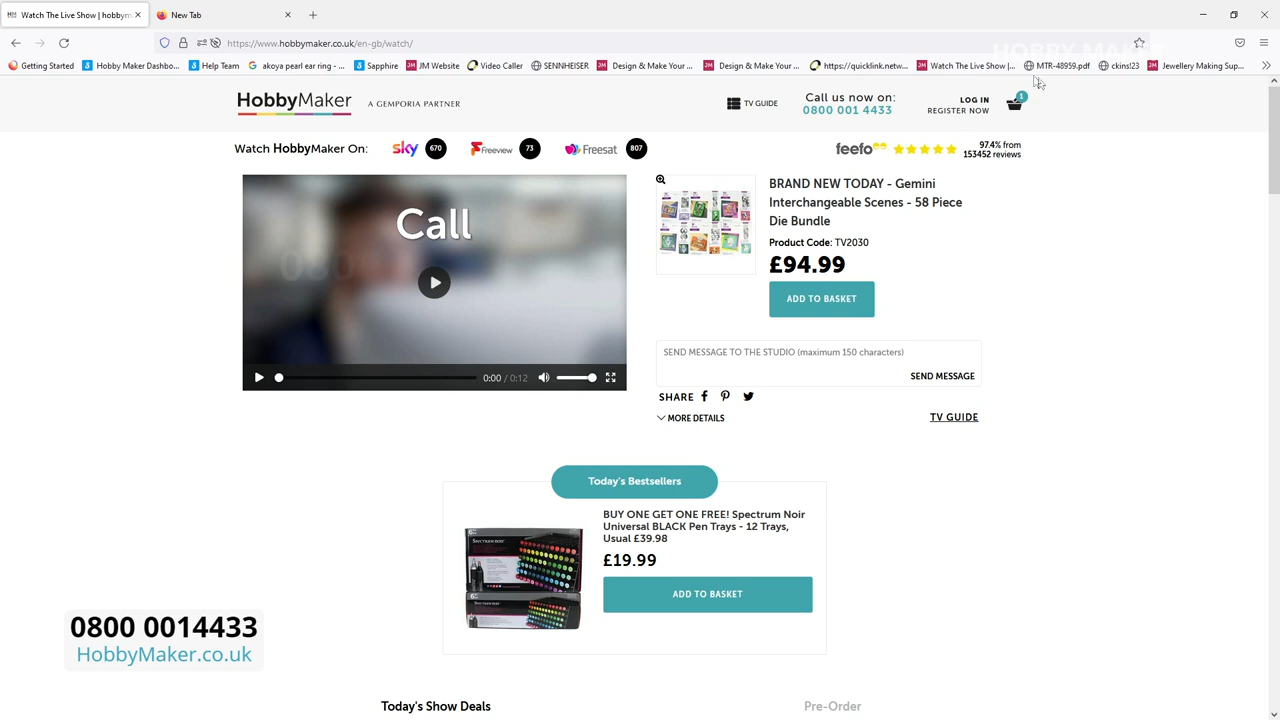 Watch The Live Show | hobbym
New Tab
https://www.hobbymaker.co.uk/en-gb/watch/
HOBBY MAKER
Getting Started
Hobby Maker Dashbo...
Help Team
akoya pearl ear ring - ...
Sapphire
JM Website
Video Caller
SENNHEISER
Design & Make Your ...
Design & Make Your ...
https://quicklink.netw...
Watch The Live Show |...
MTR-48959.pdf
ckins!23
Jewellery Making Sup...
HobbyMaker
A GEMPORIA PARTNER
TV GUIDE
Call us now on:
0800 001 4433
LOG IN
REGISTER NOW
1
Watch HobbyMaker On:
sky 670
Freeview 73
Freesat 807
feefo
97.4% from
153452 reviews
Call
0:00 / 0:12
BRAND NEW TODAY - Gemini
Interchangeable Scenes - 58 Piece
Die Bundle
Product Code: TV2030
£94.99
ADD TO BASKET
SEND MESSAGE TO THE STUDIO (maximum 150 characters)
SEND MESSAGE
SHARE
MORE DETAILS
TV GUIDE
Today's Bestsellers
BUY ONE GET ONE FREE! Spectrum Noir
Universal BLACK Pen Trays - 12 Trays,
Usual £39.98
£19.99
ADD TO BASKET
SPECTRUM NOIR
0800 0014433
HobbyMaker.co.uk
Today's Show Deals
Pre-Order